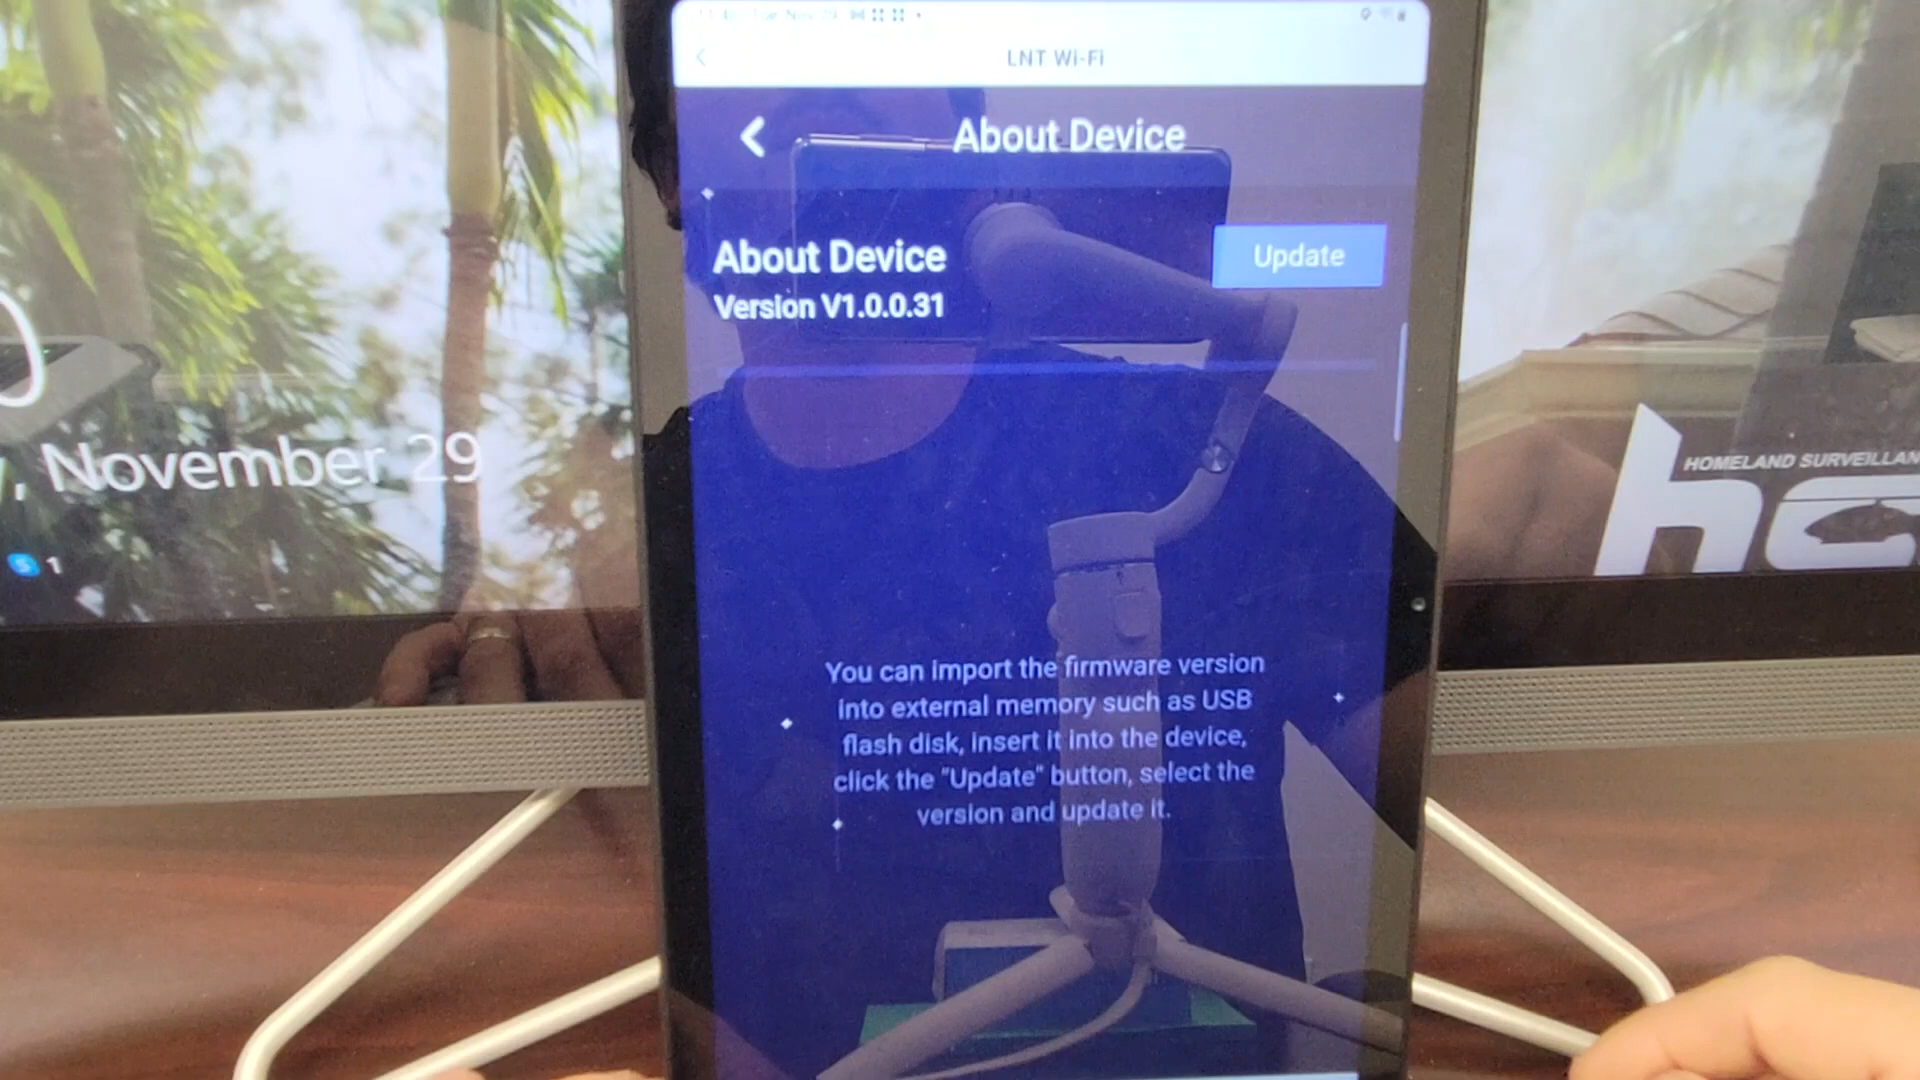 LNT Wi-Fi
About Device
About Device
Update
Version V1.0.0.31
You can import the firmware version
into external memory such as USB
flash disk, insert it into the device,
click the "Update" button, select the
version and update it.
, November 29
1
HOMELAND SURVEILLAN